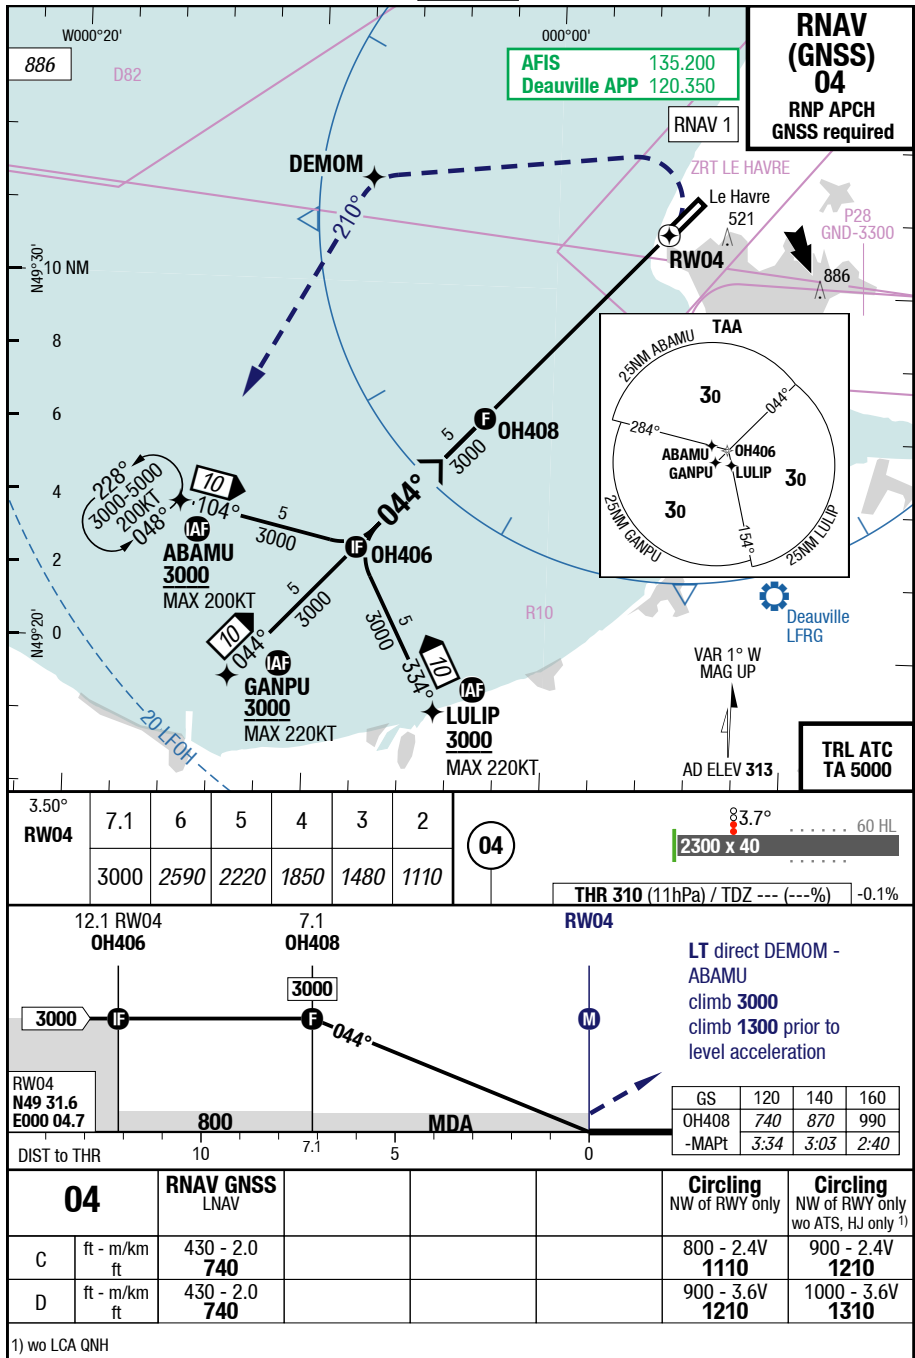 W000°20'
000°00'
886
D82
AFIS 135.200
Deauville APP 120.350
RNAV
(GNSS)
04
RNP APCH
GNSS required
RNAV 1
DEMOM
210°
ZRT LE HAVRE
Le Havre
521
P28
GND-3300
RW04
886
N49°30'
10 NM
8
6
4
2
0
N49°20'
TAA
25NM ABAMU
30
044°
284°
ABAMU
OH406
GANPU
LULIP
30
30
25NM GANPU
154°
25NM LULIP
F
OH408
5
3000
044°
228°
3000-5000
200KT
048°
10
104°
5
3000
IAF
ABAMU
3000
MAX 200KT
IF
OH406
5
3000
5
3000
10
044°
IAF
GANPU
3000
MAX 220KT
334°
10
IAF
LULIP
3000
MAX 220KT
R10
Deauville
LFRG
VAR 1° W
MAG UP
20 LFOH
AD ELEV 313
TRL ATC
TA 5000
3.50°
RW04
7.1 6 5 4 3 2
3000 2590 2220 1850 1480 1110
04
3.7°
60 HL
2300 x 40
THR 310 (11hPa) / TDZ --- (---%) -0.1%
12.1 RW04
OH406
7.1
OH408
RW04
3000
3000
IF
F
044°
M
LT direct DEMOM -
ABAMU
climb 3000
climb 1300 prior to
level acceleration
RW04
N49 31.6
E000 04.7
800
MDA
DIST to THR 10 7.1 5 0
GS 120 140 160
OH408 740 870 990
-MAPt 3:34 3:03 2:40
04
RNAV GNSS
LNAV
Circling
NW of RWY only
Circling
NW of RWY only
wo ATS, HJ only 1)
C ft - m/km 430 - 2.0 800 - 2.4V 900 - 2.4V
ft 740 1110 1210
D ft - m/km 430 - 2.0 900 - 3.6V 1000 - 3.6V
ft 740 1210 1310
1) wo LCA QNH